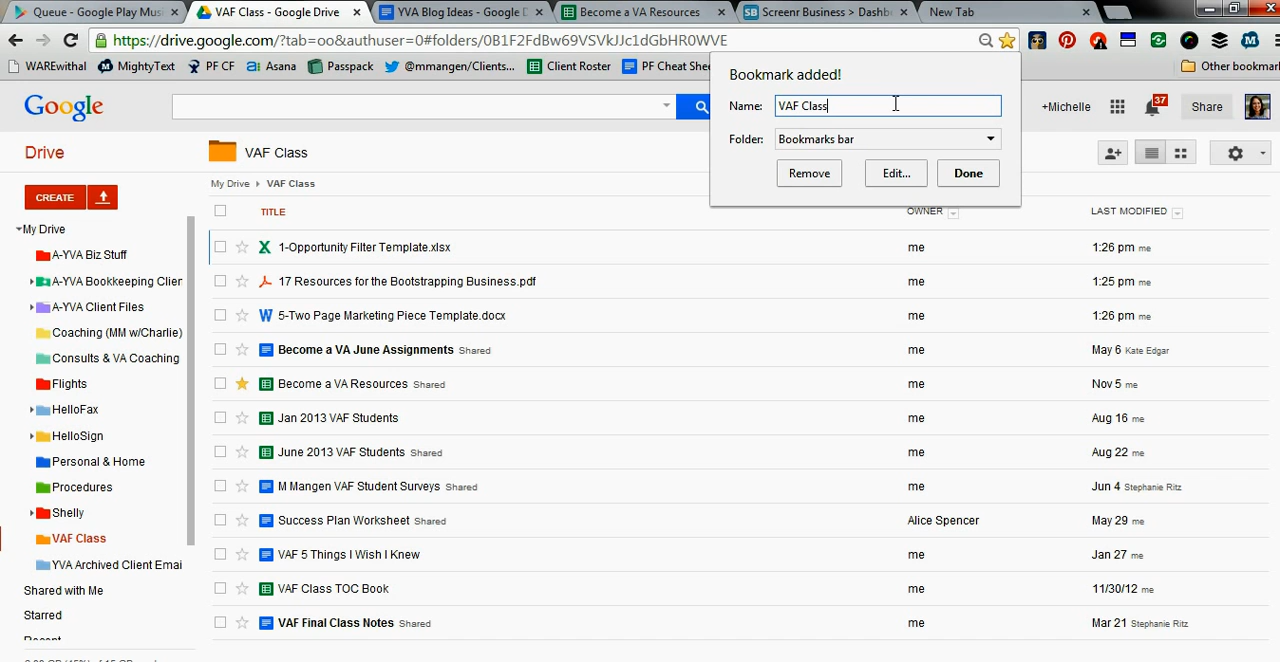 Queue - Google Play Mus
VAF Class - Google Drive
YVA Blog Ideas - Google D
Become a VA Resources
Screenr Business > Dashb
New Tab
https://drive.google.com/?tab=oo&authuser=0#folders/0B1F2FdBw69VSVkJJc1dGbHR0WVE
WAREwithal
MightyText
PF CF
Asana
Passpack
@mmangen/Clients...
Client Roster
PF Cheat Shee
Other bookmar
Bookmark added!
Name: VAF Class
Folder: Bookmarks bar
Remove
Edit...
Done
Google
+Michelle
37
Share
Drive
VAF Class
My Drive
VAF Class
CREATE
TITLE
OWNER
LAST MODIFIED
My Drive
A-YVA Biz Stuff
A-YVA Bookkeeping Clier
A-YVA Client Files
Coaching (MM w/Charlie)
Consults & VA Coaching
Flights
HelloFax
HelloSign
Personal & Home
Procedures
Shelly
VAF Class
YVA Archived Client Emai
Shared with Me
Starred
1-Opportunity Filter Template.xlsx me 1:26 pm me
17 Resources for the Bootstrapping Business.pdf me 1:25 pm me
5-Two Page Marketing Piece Template.docx me 1:26 pm me
Become a VA June Assignments Shared me May 6 Kate Edgar
Become a VA Resources Shared me Nov 5 me
Jan 2013 VAF Students me Aug 16 me
June 2013 VAF Students Shared me Aug 22 me
M Mangen VAF Student Surveys Shared me Jun 4 Stephanie Ritz
Success Plan Worksheet Shared Alice Spencer May 29 me
VAF 5 Things I Wish I Knew me Jan 27 me
VAF Class TOC Book me 11/30/12 me
VAF Final Class Notes Shared me Mar 21 Stephanie Ritz